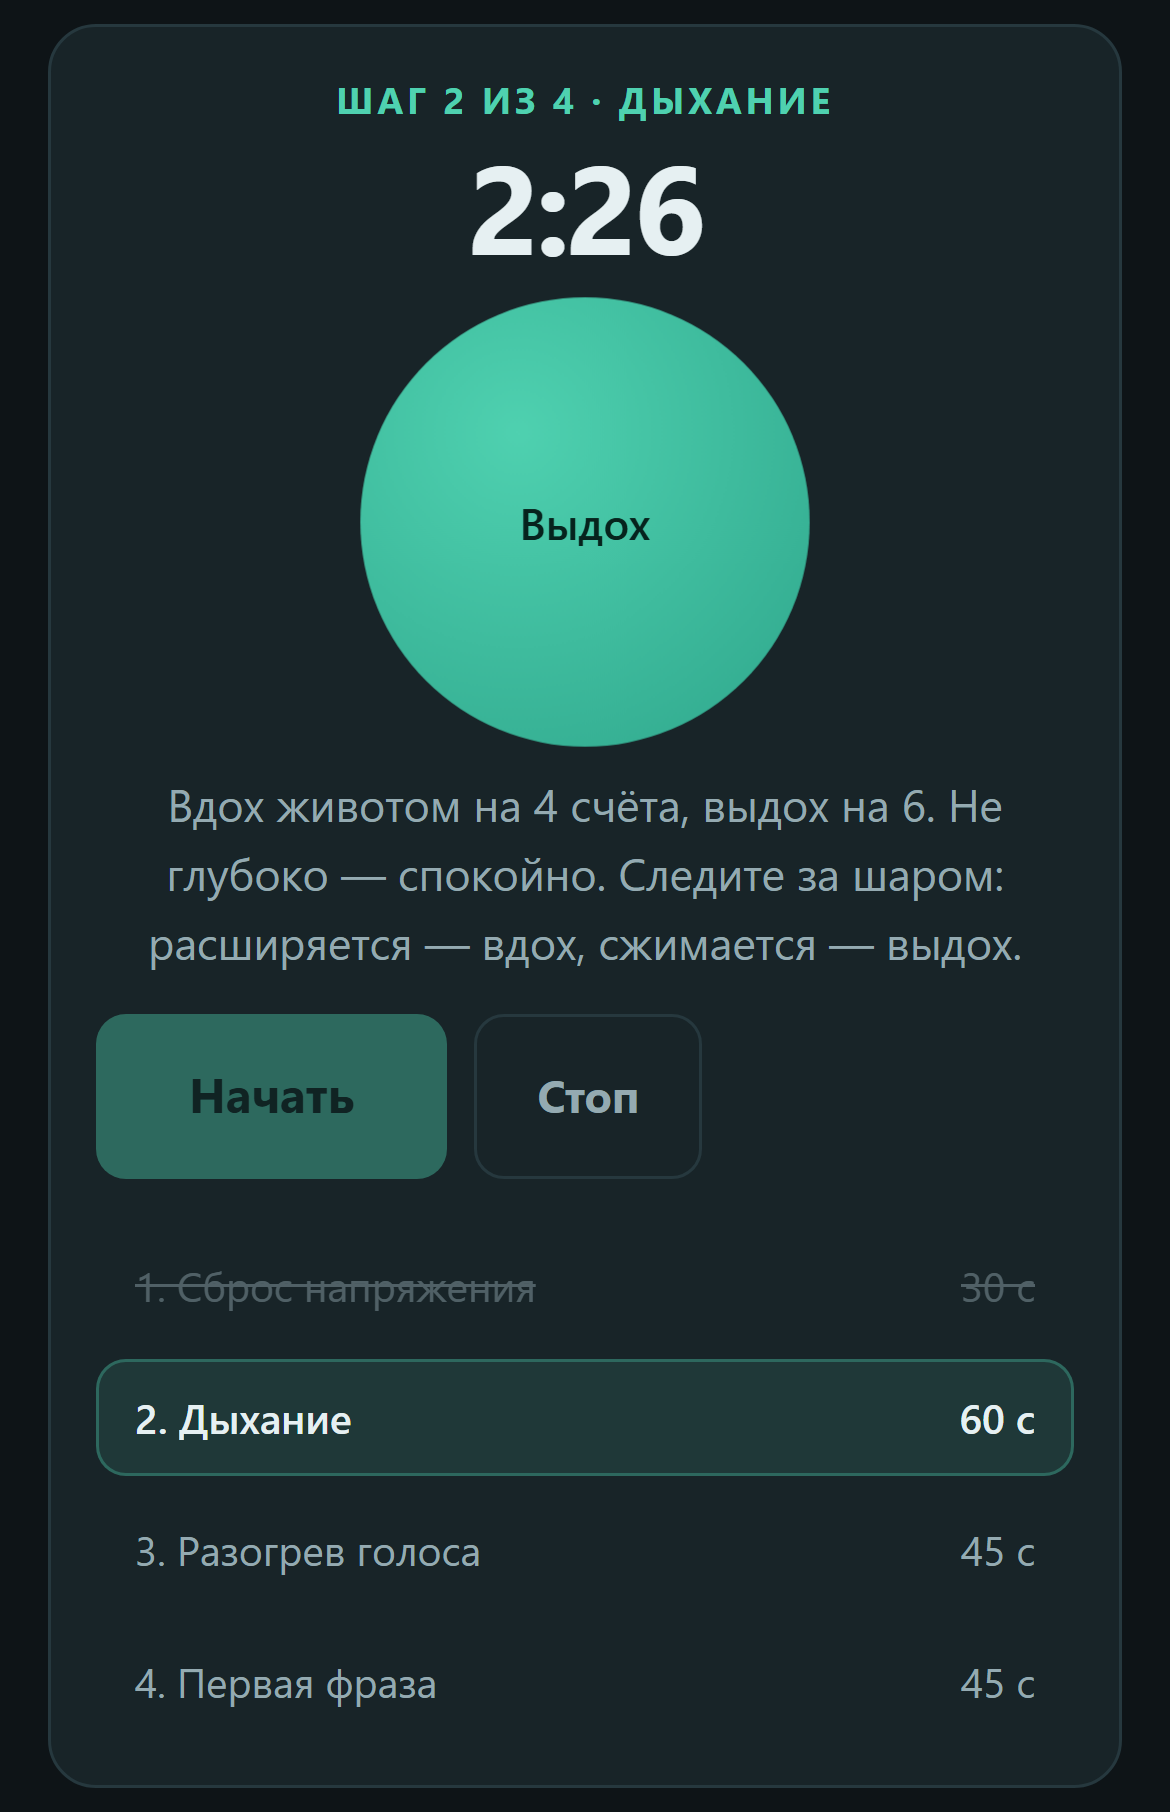 ШАГ 2 ИЗ 4 · ДЫХАНИЕ
2:26
Выдох
Вдох животом на 4 счёта, выдох на 6. Не
глубоко — спокойно. Следите за шаром:
расширяется — вдох, сжимается — выдох.
Начать Стоп
1. Сброс напряжения 30 с
2. Дыхание 60 с
3. Разогрев голоса 45 с
4. Первая фраза 45 с